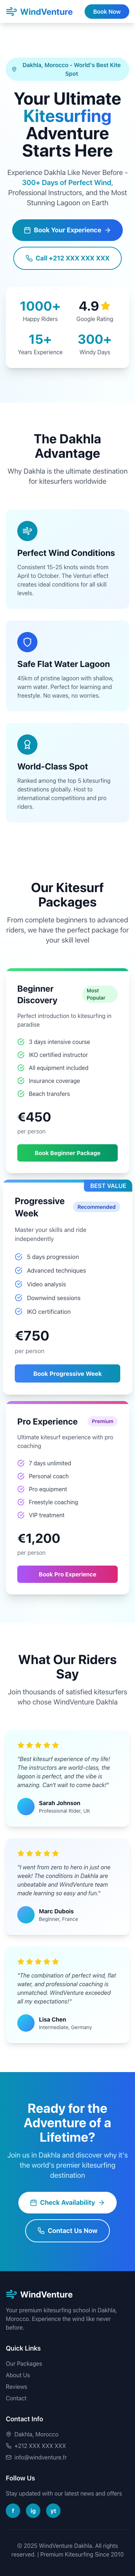 WindVenture
Book Now
Dakhla, Morocco - World's Best Kite
Spot
Your Ultimate
Kitesurfing
Adventure
Starts Here
Experience Dakhla Like Never Before -
300+ Days of Perfect Wind,
Professional Instructors, and the Most
Stunning Lagoon on Earth
Book Your Experience
Call +212 XXX XXX XXX
1000+
Happy Riders
4.9
Google Rating
15+
Years Experience
300+
Windy Days
The Dakhla
Advantage
Why Dakhla is the ultimate destination
for kitesurfers worldwide
Perfect Wind Conditions
Consistent 15-25 knots winds from
April to October. The Venturi effect
creates ideal conditions for all skill
levels.
Safe Flat Water Lagoon
45km of pristine lagoon with shallow,
warm water. Perfect for learning and
freestyle. No waves, no worries.
World-Class Spot
Ranked among the top 5 kitesurfing
destinations globally. Host to
international competitions and pro
riders.
Our Kitesurf
Packages
From complete beginners to advanced
riders, we have the perfect package for
your skill level
Beginner
Discovery
Most
Popular
Perfect introduction to kitesurfing in
paradise
3 days intensive course
IKO certified instructor
All equipment included
Insurance coverage
Beach transfers
€450
per person
Book Beginner Package
BEST VALUE
Progressive
Week
Recommended
Master your skills and ride
independently
5 days progression
Advanced techniques
Video analysis
Downwind sessions
IKO certification
€750
per person
Book Progressive Week
Pro Experience
Premium
Ultimate kitesurf experience with pro
coaching
7 days unlimited
Personal coach
Pro equipment
Freestyle coaching
VIP treatment
€1,200
per person
Book Pro Experience
What Our Riders
Say
Join thousands of satisfied kitesurfers
who chose WindVenture Dakhla
"Best kitesurf experience of my life!
The instructors are world-class, the
lagoon is perfect, and the vibe is
amazing. Can't wait to come back!"
Sarah Johnson
Professional Rider, UK
"I went from zero to hero in just one
week! The conditions in Dakhla are
unbeatable and WindVenture team
made learning so easy and fun."
Marc Dubois
Beginner, France
"The combination of perfect wind, flat
water, and professional coaching is
unmatched. WindVenture exceeded
all my expectations!"
Lisa Chen
Intermediate, Germany
Ready for the
Adventure of a
Lifetime?
Join us in Dakhla and discover why it's
the world's premier kitesurfing
destination
Check Availability
Contact Us Now
WindVenture
Your premium kitesurfing school in Dakhla,
Morocco. Experience the wind like never
before.
Quick Links
Our Packages
About Us
Reviews
Contact
Contact Info
Dakhla, Morocco
+212 XXX XXX XXX
info@windventure.fr
Follow Us
Stay updated with our latest news and offers
f
ig
yt
© 2025 WindVenture Dakhla. All rights
reserved. | Premium Kitesurfing Since 2010